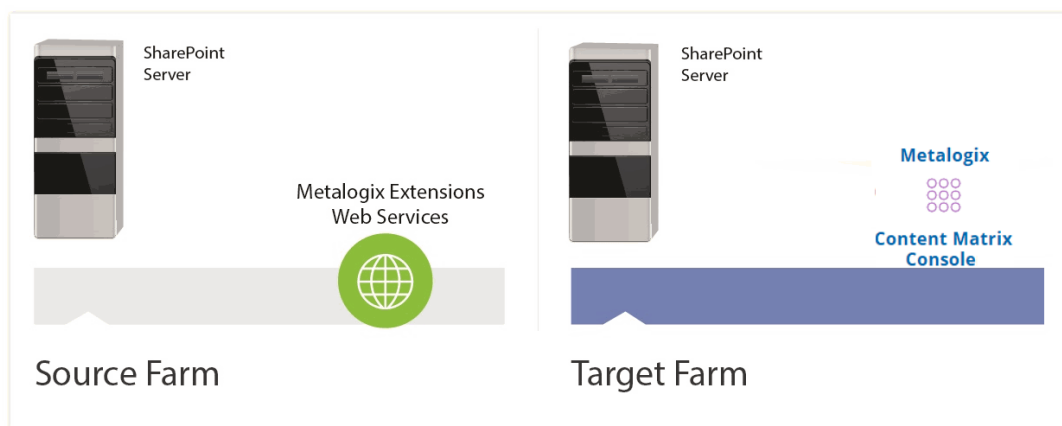 SharePoint
Server
Metalogix Extensions
Web Services
Source Farm
SharePoint
Server
Metalogix
Content Matrix
Console
Target Farm